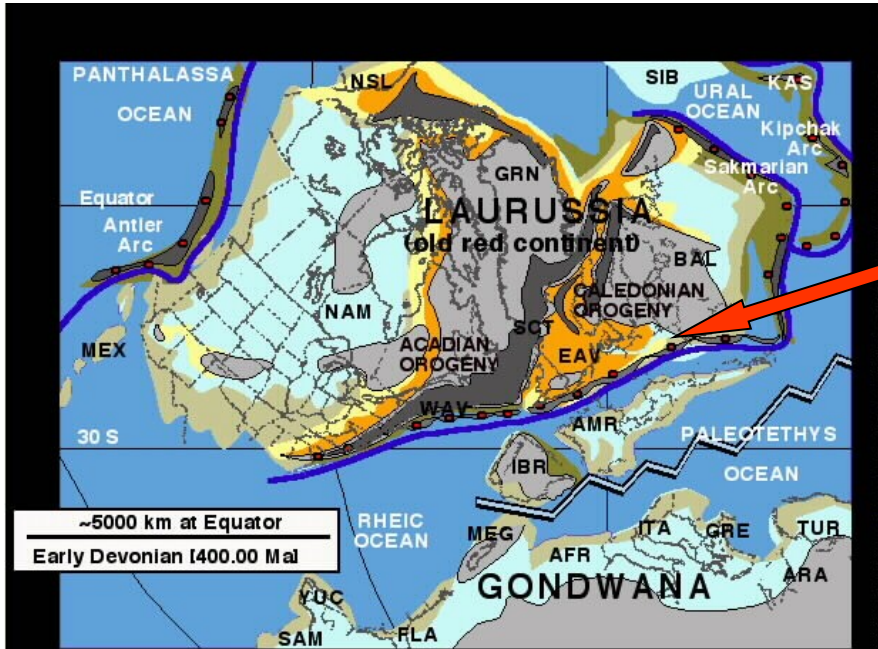 PANTHALASSA
OCEAN
NSL
SIB
KAS
URAL
OCEAN
Kipchak
Arc
Sakmarian
Arc
GRN
Equator
Antler
Arc
LAURUSSIA
(old red continent)
BAL
NAM
CALEDONIAN
OROGENY
SCT
MEX
ACADIAN
OROGENY
EAV
WAV
AMR
30 S
PALEOTETHYS
OCEAN
IBR
~5000 km at Equator
Early Devonian [400.00 Ma]
RHEIC
OCEAN
MEG
AFR
ITA
GRE
TUR
ARA
GONDWANA
YUC
SAM
FLA